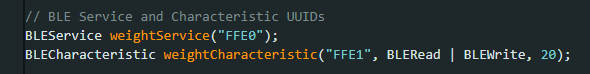 // BLE Service and Characteristic UUIDs
BLEService weightService("FFE0");
BLECharacteristic weightCharacteristic("FFE1", BLERead | BLEWrite, 20);